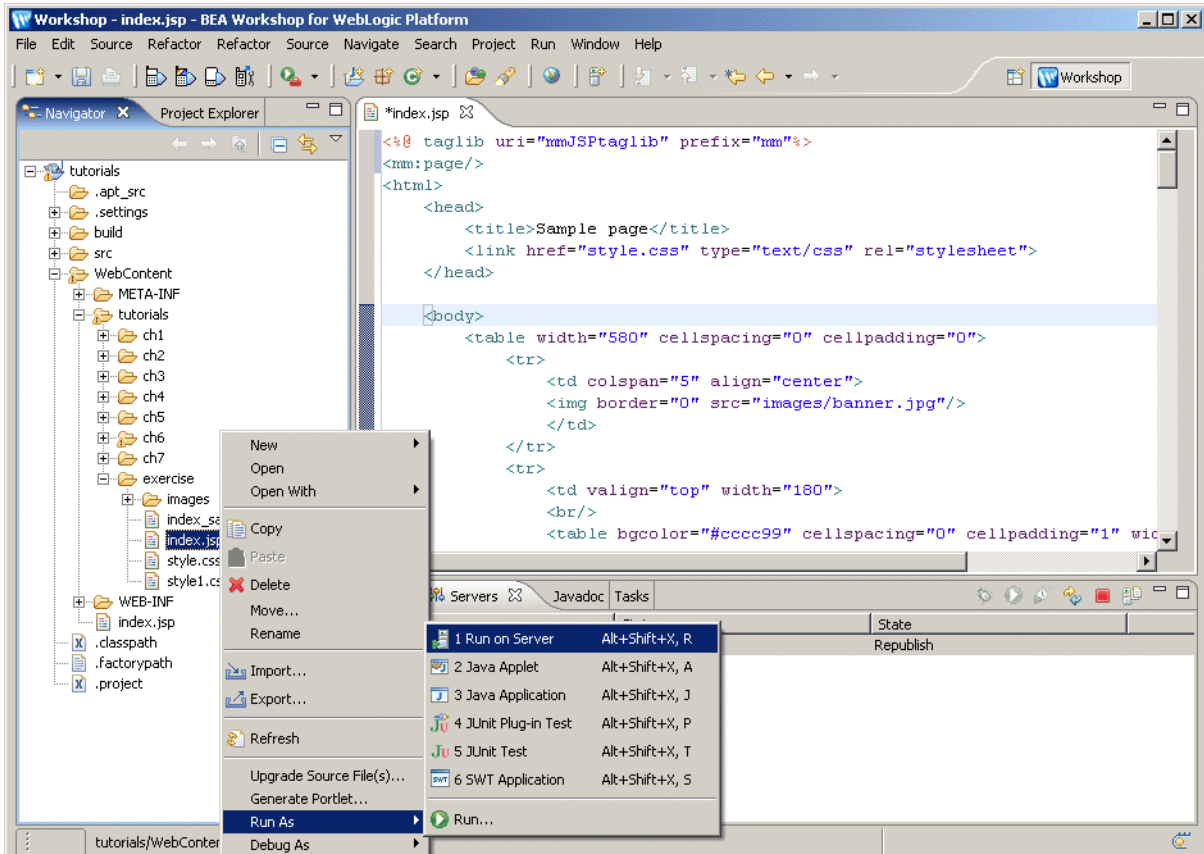 Workshop - index.jsp - BEA Workshop for WebLogic Platform
File Edit Source Refactor Refactor Source Navigate Search Project Run Window Help
Workshop
Navigator
Project Explorer
*index.jsp
tutorials
.apt_src
.settings
build
src
WebContent
META-INF
tutorials
ch1
ch2
ch3
ch4
ch5
ch6
ch7
exercise
images
index_sa
index.jsp
style.css
style1.cs
WEB-INF
index.jsp
.classpath
.factorypath
.project
<%@ taglib uri="mmJSPtaglib" prefix="mm"%>
<mm:page/>
<html>
<head>
<title>Sample page</title>
<link href="style.css" type="text/css" rel="stylesheet">
</head>
<body>
<table width="580" cellspacing="0" cellpadding="0">
<tr>
<td colspan="5" align="center">
<img border="0" src="images/banner.jpg"/>
</td>
</tr>
<tr>
<td valign="top" width="180">
<br/>
<table bgcolor="#cccc99" cellspacing="0" cellpadding="1" wid
New
Open
Open With
Copy
Paste
Delete
Move...
Rename
Import...
Export...
Refresh
Upgrade Source File(s)...
Generate Portlet...
Run As
Debug As
Servers
Javadoc
Tasks
State
Republish
1 Run on Server Alt+Shift+X, R
2 Java Applet Alt+Shift+X, A
3 Java Application Alt+Shift+X, J
4 JUnit Plug-in Test Alt+Shift+X, P
5 JUnit Test Alt+Shift+X, T
6 SWT Application Alt+Shift+X, S
Run...
tutorials/WebConter